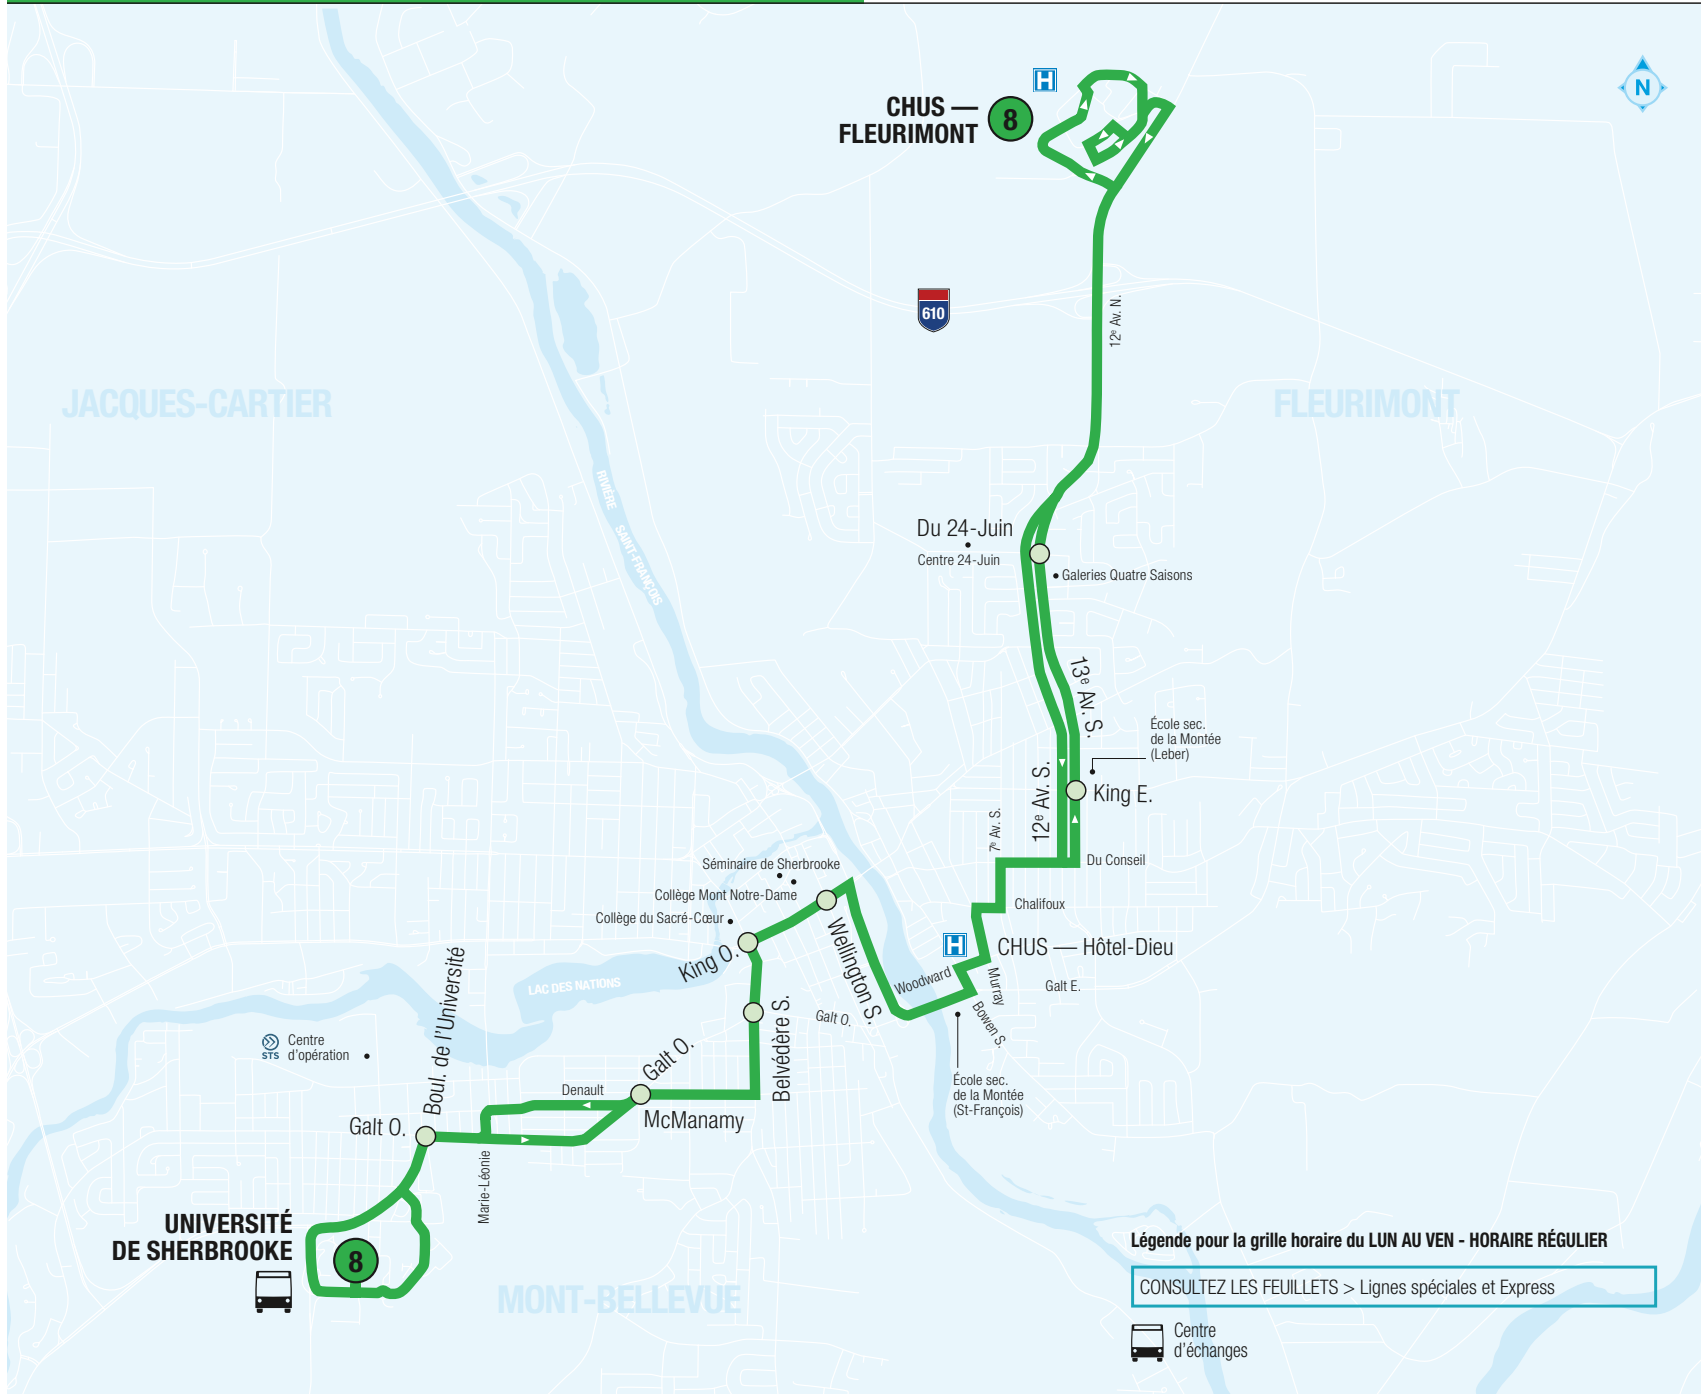 CHUS —
FLEURIMONT
8
H
N
610
12e Av. N.
JACQUES-CARTIER
FLEURIMONT
RIVIÈRE SAINT-FRANÇOIS
Du 24-Juin
Centre 24-Juin
Galeries Quatre Saisons
13e Av. S.
École sec.
de la Montée
(Leber)
12e Av. S.
King E.
7e Av. S.
Du Conseil
Séminaire de Sherbrooke
Collège Mont Notre-Dame
Collège du Sacré-Cœur
Chalifoux
King O.
Wellington S.
H
CHUS — Hôtel-Dieu
Woodward
Murray
Galt E.
Bowen S.
LAC DES NATIONS
Belvédère S.
Galt O.
Boul. de l'Université
STS
Centre
d'opération
Galt O.
Denault
McManamy
École sec.
de la Montée
(St-François)
Galt O.
Marie-Léonie
UNIVERSITÉ
DE SHERBROOKE
8
MONT-BELLEVUE
Légende pour la grille horaire du LUN AU VEN - HORAIRE RÉGULIER
CONSULTEZ LES FEUILLETS > Lignes spéciales et Express
Centre
d'échanges